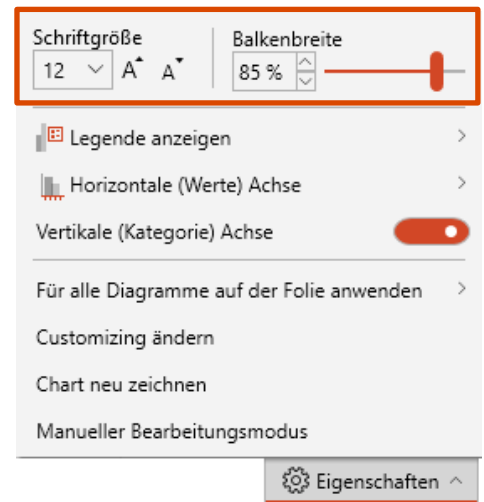 Schriftgröße Balkenbreite
12 A A 85 %
Legende anzeigen
Horizontale (Werte) Achse
Vertikale (Kategorie) Achse
Für alle Diagramme auf der Folie anwenden
Customizing ändern
Chart neu zeichnen
Manueller Bearbeitungsmodus
Eigenschaften